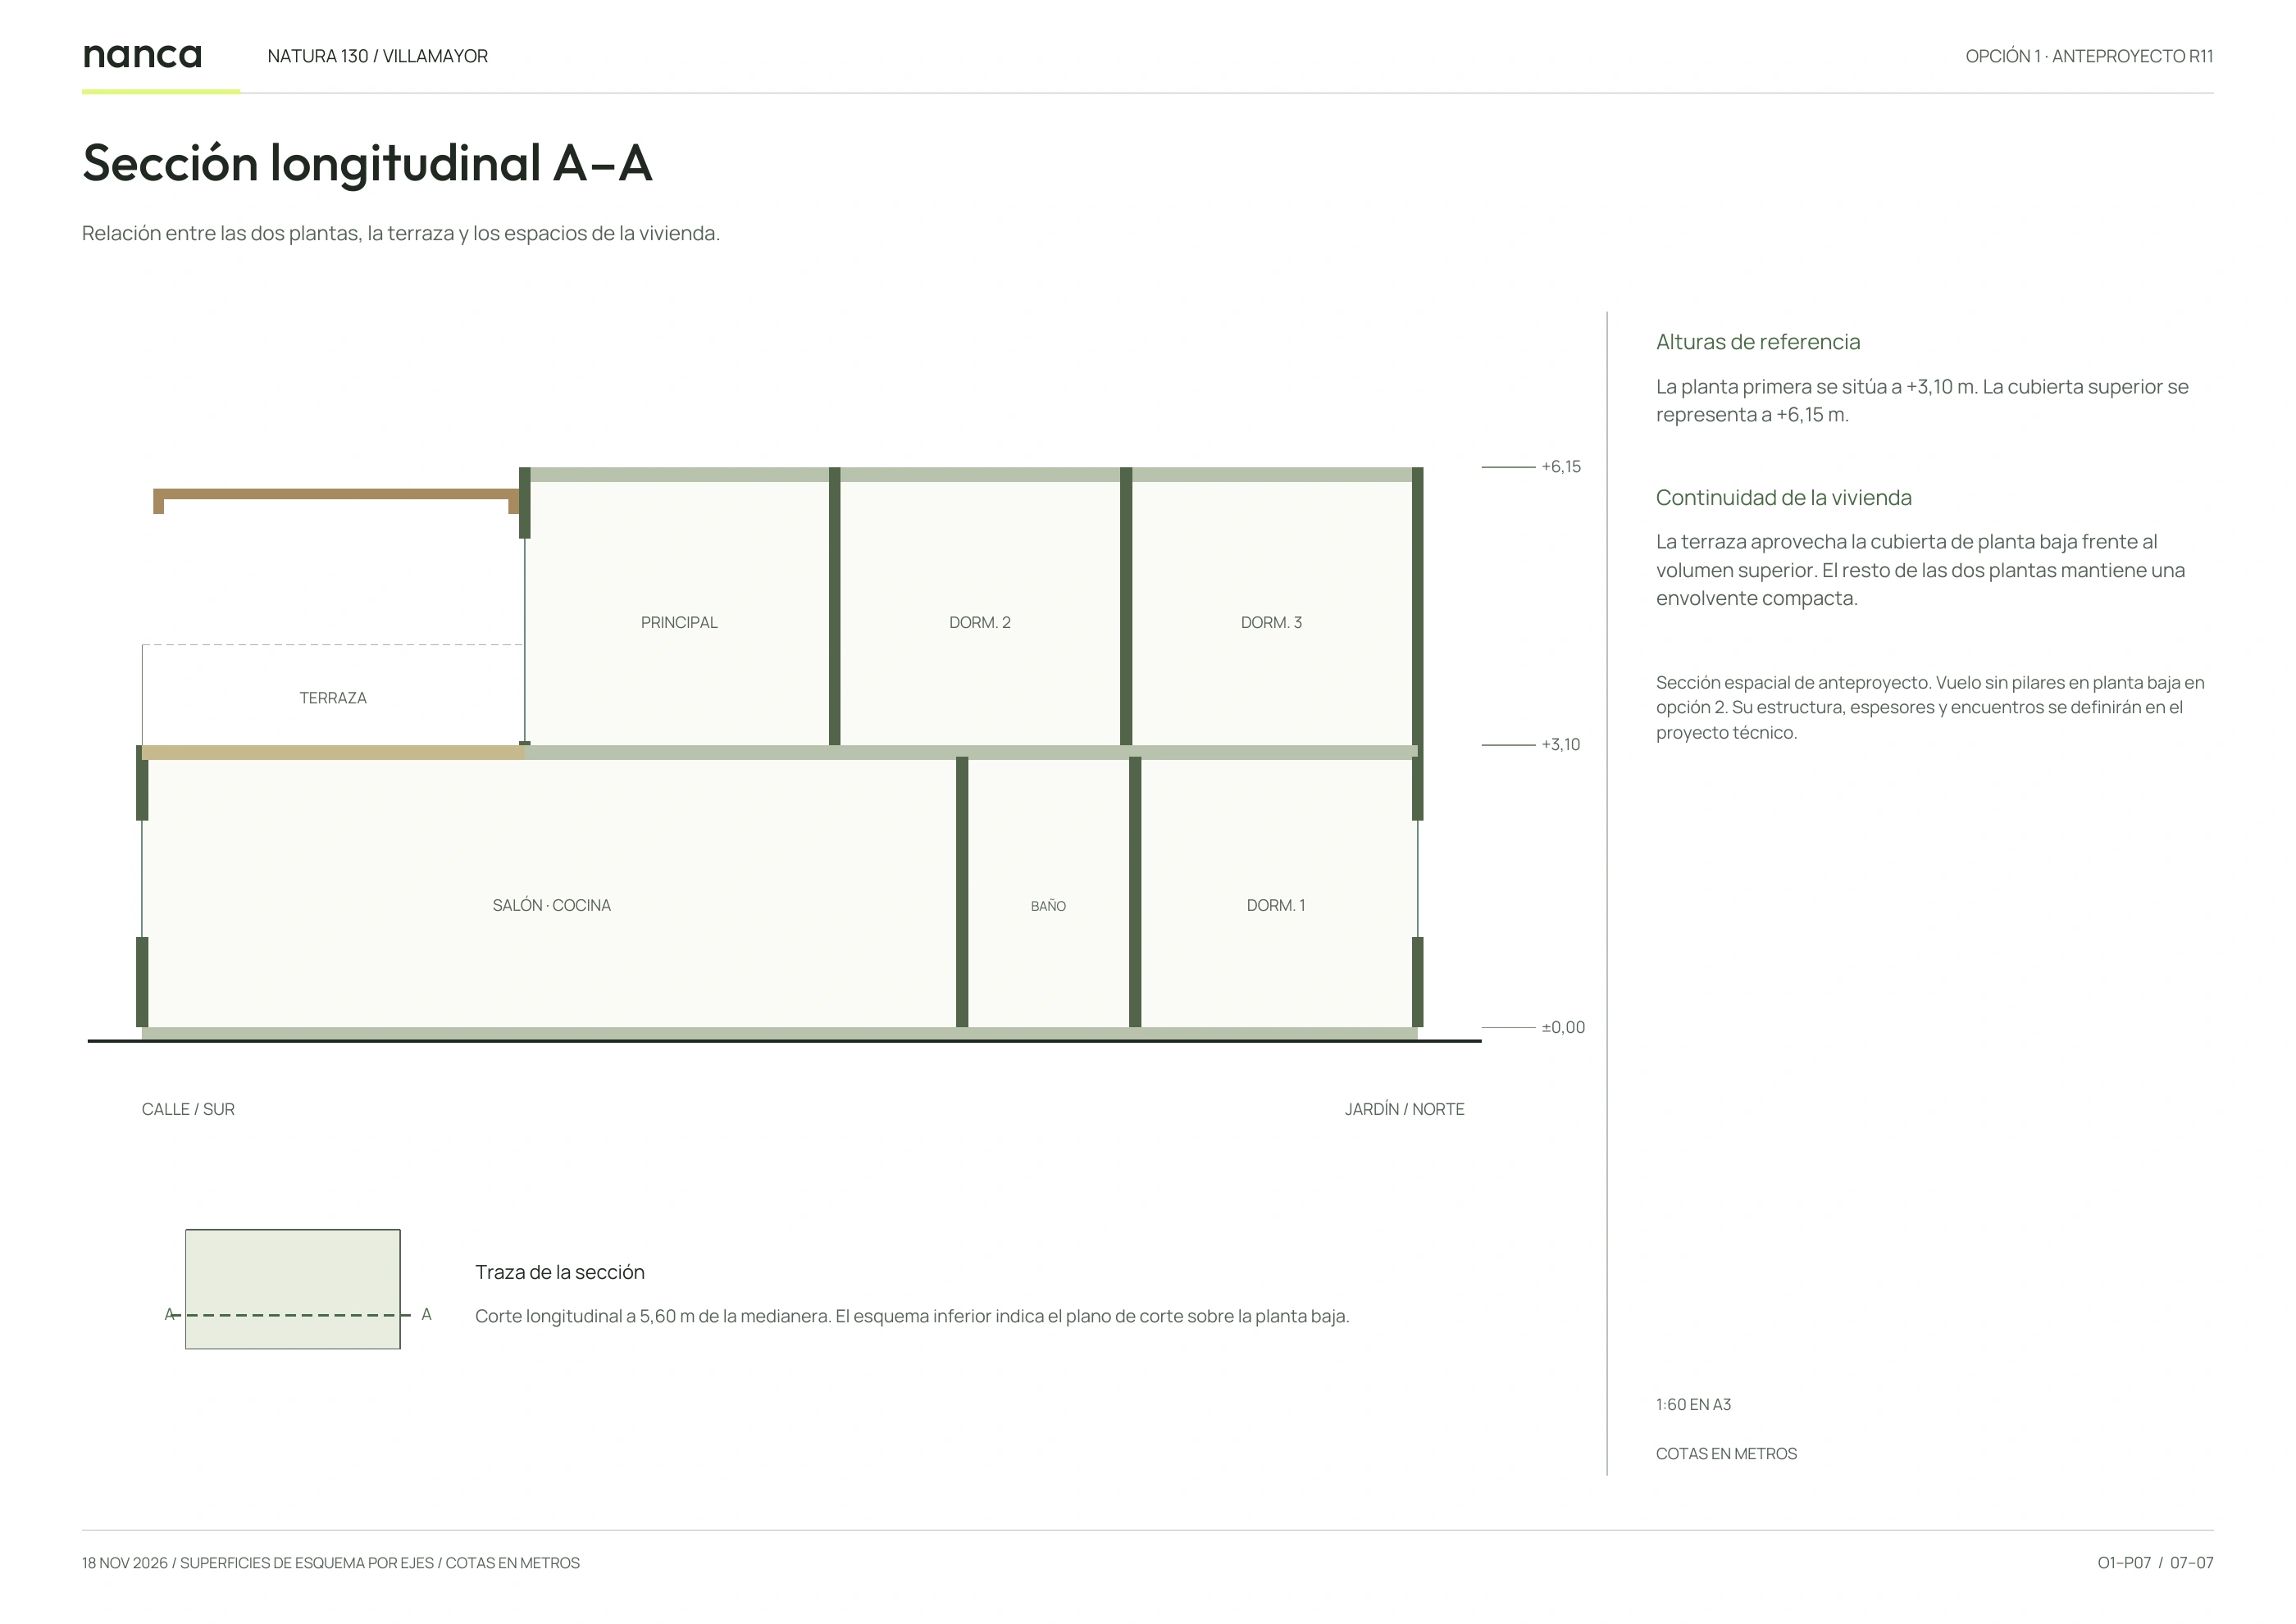 nanca
NATURA 130 / VILLAMAYOR
OPCIÓN 1 · ANTEPROYECTO R11
Sección longitudinal A–A
Relación entre las dos plantas, la terraza y los espacios de la vivienda.
Alturas de referencia
La planta primera se sitúa a +3,10 m. La cubierta superior se
representa a +6,15 m.
Continuidad de la vivienda
La terraza aprovecha la cubierta de planta baja frente al
volumen superior. El resto de las dos plantas mantiene una
envolvente compacta.
Sección espacial de anteproyecto. Vuelo sin pilares en planta baja en
opción 2. Su estructura, espesores y encuentros se definirán en el
proyecto técnico.
+6,15
PRINCIPAL
DORM. 2
DORM. 3
TERRAZA
+3,10
SALÓN · COCINA
BAÑO
DORM. 1
±0,00
CALLE / SUR
JARDÍN / NORTE
Traza de la sección
A
A
Corte longitudinal a 5,60 m de la medianera. El esquema inferior indica el plano de corte sobre la planta baja.
1:60 EN A3
COTAS EN METROS
18 NOV 2026 / SUPERFICIES DE ESQUEMA POR EJES / COTAS EN METROS
O1–P07 / 07–07